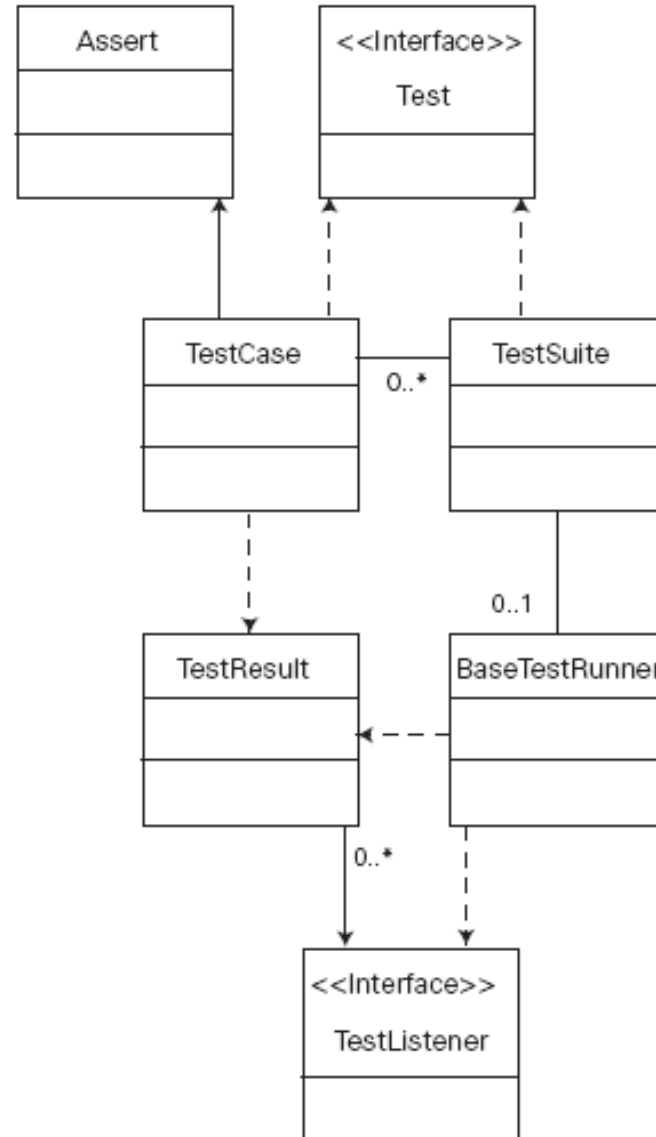 Assert
<<Interface>>
Test
TestCase
0..*
TestSuite
0..1
TestResult
BaseTestRunner
0..*
<<Interface>>
TestListener